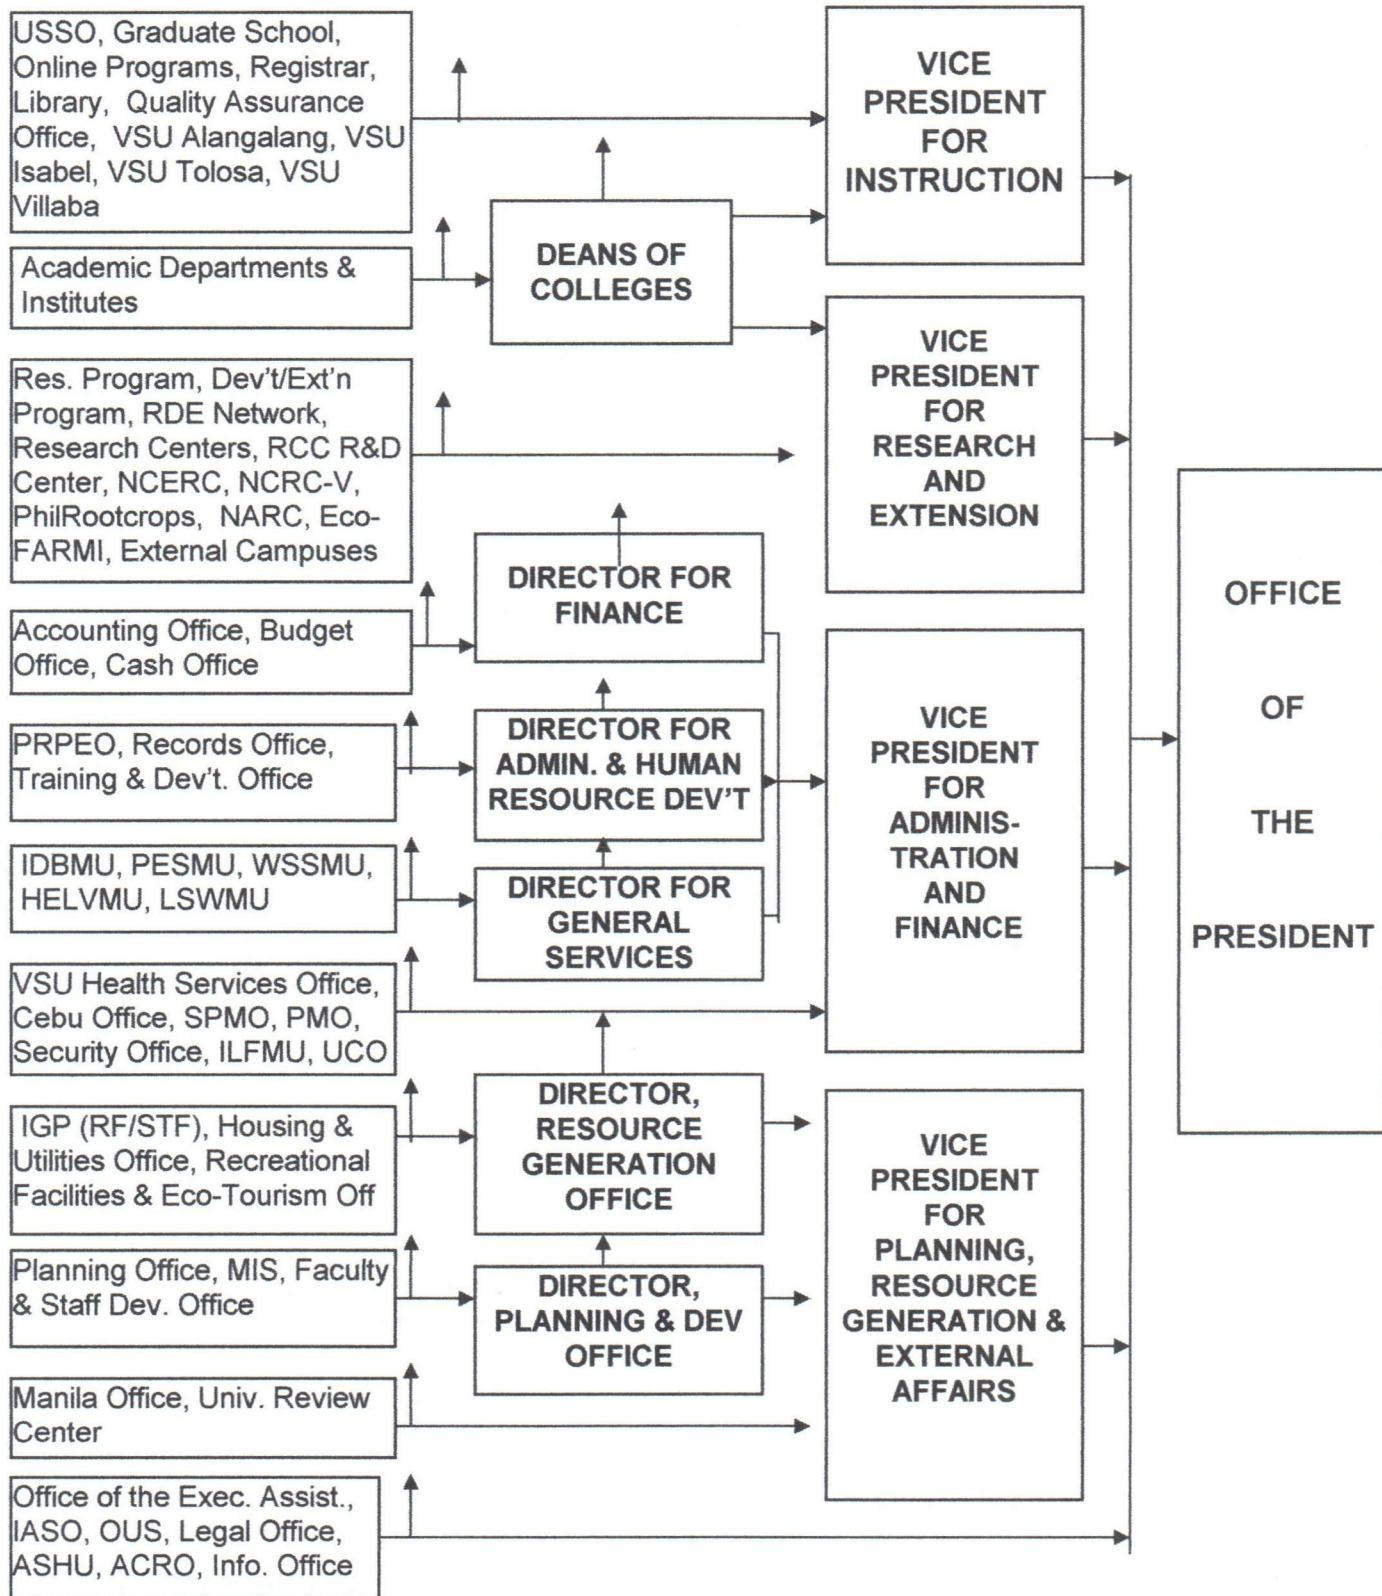 USSO, Graduate School,
Online Programs, Registrar,
Library, Quality Assurance
Office, VSU Alangalang, VSU
Isabel, VSU Tolosa, VSU
Villaba
Academic Departments &
Institutes
Res. Program, Dev't/Ext'n
Program, RDE Network,
Research Centers, RCC R&D
Center, NCERC, NCRC-V,
PhilRootcrops, NARC, Eco-
FARMI, External Campuses
Accounting Office, Budget
Office, Cash Office
PRPEO, Records Office,
Training & Dev't. Office
IDBMU, PESMU, WSSMU,
HELVMU, LSWMU
VSU Health Services Office,
Cebu Office, SPMO, PMO,
Security Office, ILFMU, UCO
IGP (RF/STF), Housing &
Utilities Office, Recreational
Facilities & Eco-Tourism Off
Planning Office, MIS, Faculty
& Staff Dev. Office
Manila Office, Univ. Review
Center
Office of the Exec. Assist.,
IASO, OUS, Legal Office,
ASHU, ACRO, Info. Office
DEANS OF
COLLEGES
DIRECTOR FOR
FINANCE
DIRECTOR FOR
ADMIN. & HUMAN
RESOURCE DEV'T
DIRECTOR FOR
GENERAL
SERVICES
DIRECTOR,
RESOURCE
GENERATION
OFFICE
DIRECTOR,
PLANNING & DEV
OFFICE
VICE
PRESIDENT
FOR
INSTRUCTION
VICE
PRESIDENT
FOR
RESEARCH
AND
EXTENSION
VICE
PRESIDENT
FOR
ADMINIS-
TRATION
AND
FINANCE
VICE
PRESIDENT
FOR
PLANNING,
RESOURCE
GENERATION &
EXTERNAL
AFFAIRS
OFFICE
OF
THE
PRESIDENT